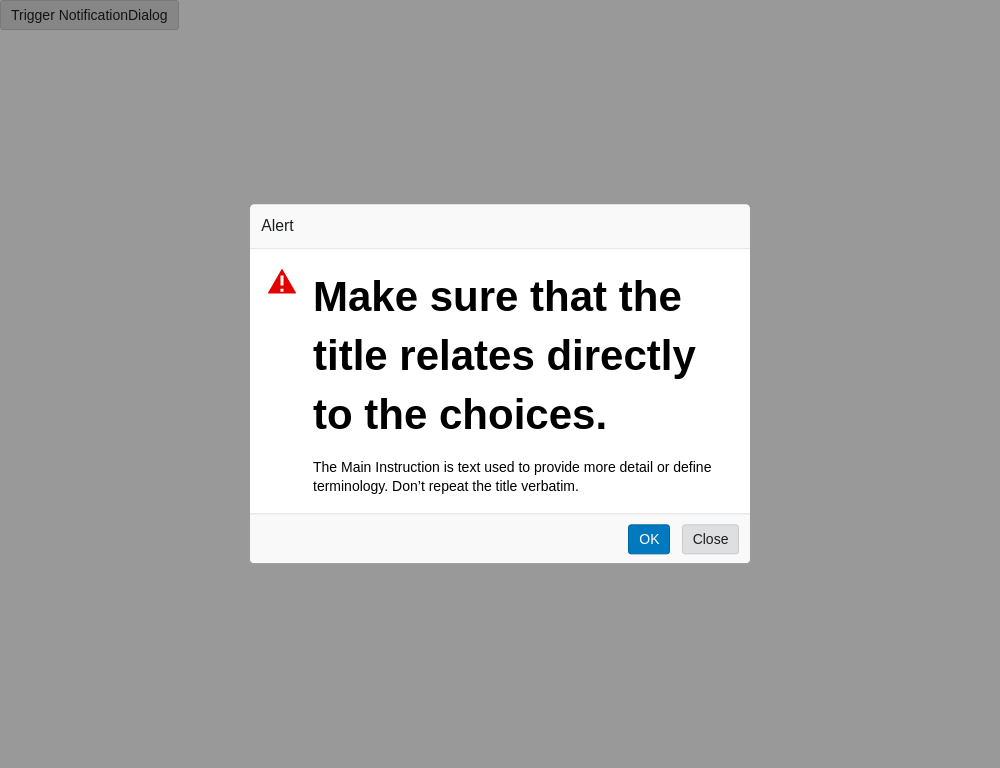 Trigger NotificationDialog
Alert
Make sure that the
title relates directly
to the choices.
The Main Instruction is text used to provide more detail or define
terminology. Don’t repeat the title verbatim.
OK Close